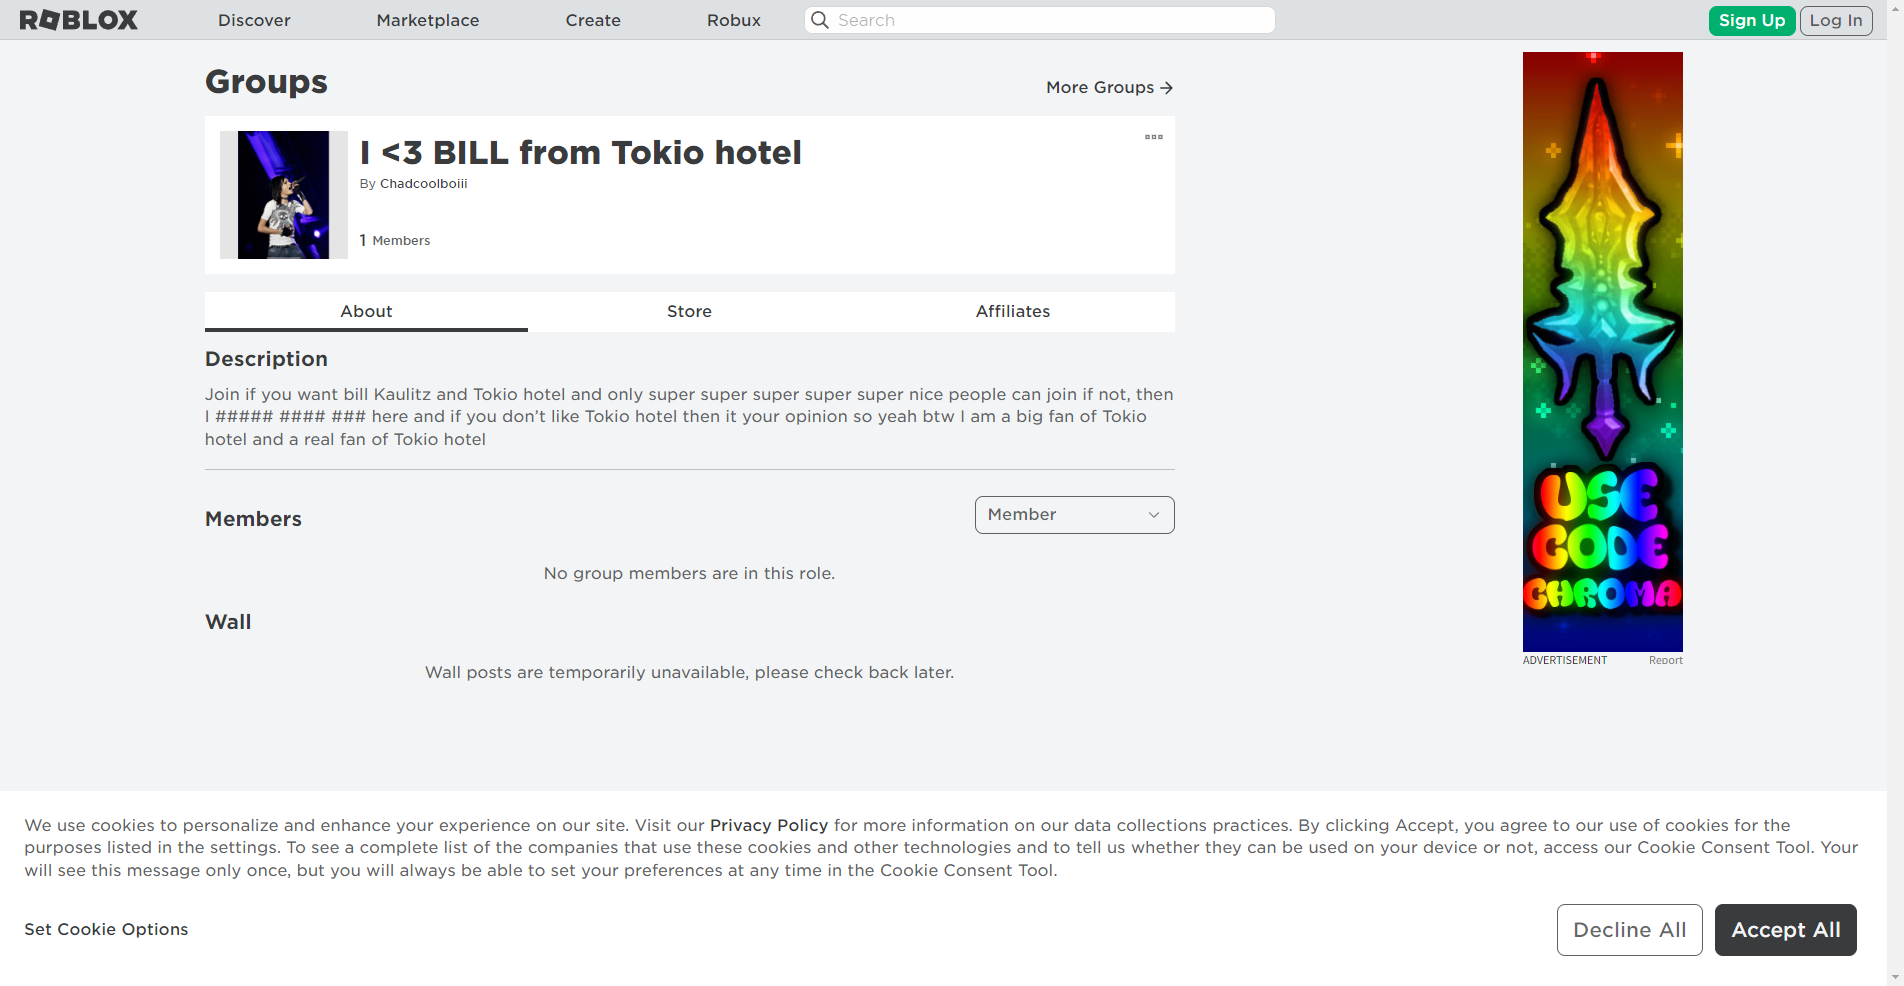 ROBLOX
Discover
Marketplace
Create
Robux
Search
Sign Up
Log In
Groups
More Groups
I <3 BILL from Tokio hotel
By Chadcoolboiii
1 Members
About
Store
Affiliates
Description
Join if you want bill Kaulitz and Tokio hotel and only super super super super super nice people can join if not, then
I ##### #### ### here and if you don’t like Tokio hotel then it your opinion so yeah btw I am a big fan of Tokio
hotel and a real fan of Tokio hotel
Members
Member
No group members are in this role.
Wall
Wall posts are temporarily unavailable, please check back later.
USE
CODE
CHROMA
ADVERTISEMENT
Report
We use cookies to personalize and enhance your experience on our site. Visit our Privacy Policy for more information on our data collections practices. By clicking Accept, you agree to our use of cookies for the
purposes listed in the settings. To see a complete list of the companies that use these cookies and other technologies and to tell us whether they can be used on your device or not, access our Cookie Consent Tool. Your
will see this message only once, but you will always be able to set your preferences at any time in the Cookie Consent Tool.
Set Cookie Options
Decline All
Accept All